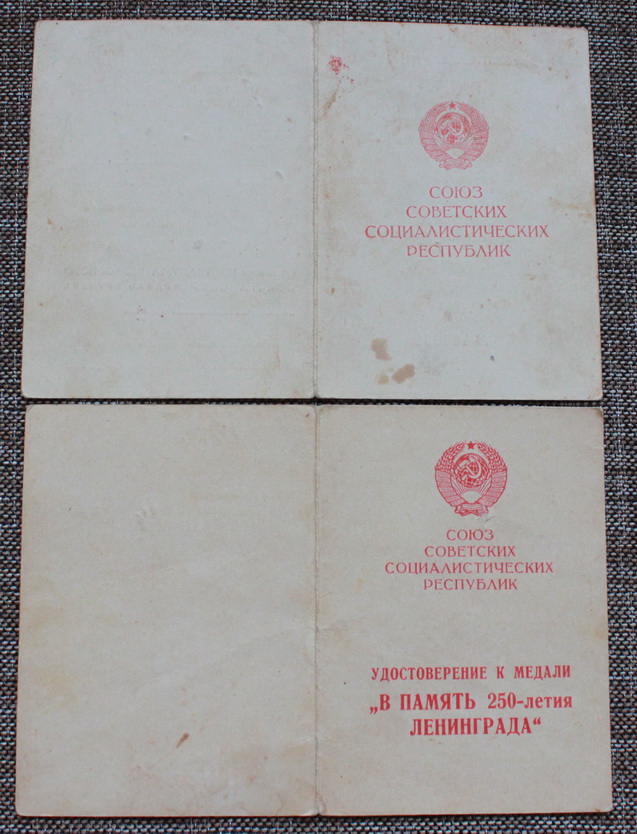 СОЮЗ
СОВЕТСКИХ
СОЦИАЛИСТИЧЕСКИХ
РЕСПУБЛИК
СОЮЗ
СОВЕТСКИХ
СОЦИАЛИСТИЧЕСКИХ
РЕСПУБЛИК
УДОСТОВЕРЕНИЕ К МЕДАЛИ
„В ПАМЯТЬ 250-летия
ЛЕНИНГРАДА“